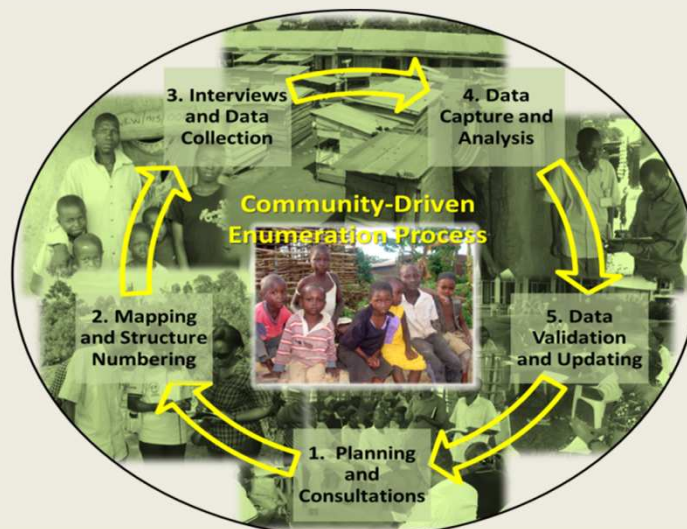 Community-Driven
Enumeration Process
1. Planning
and
Consultations
2. Mapping
and Structure
Numbering
3. Interviews
and Data
Collection
4. Data
Capture and
Analysis
5. Data
Validation
and Updating